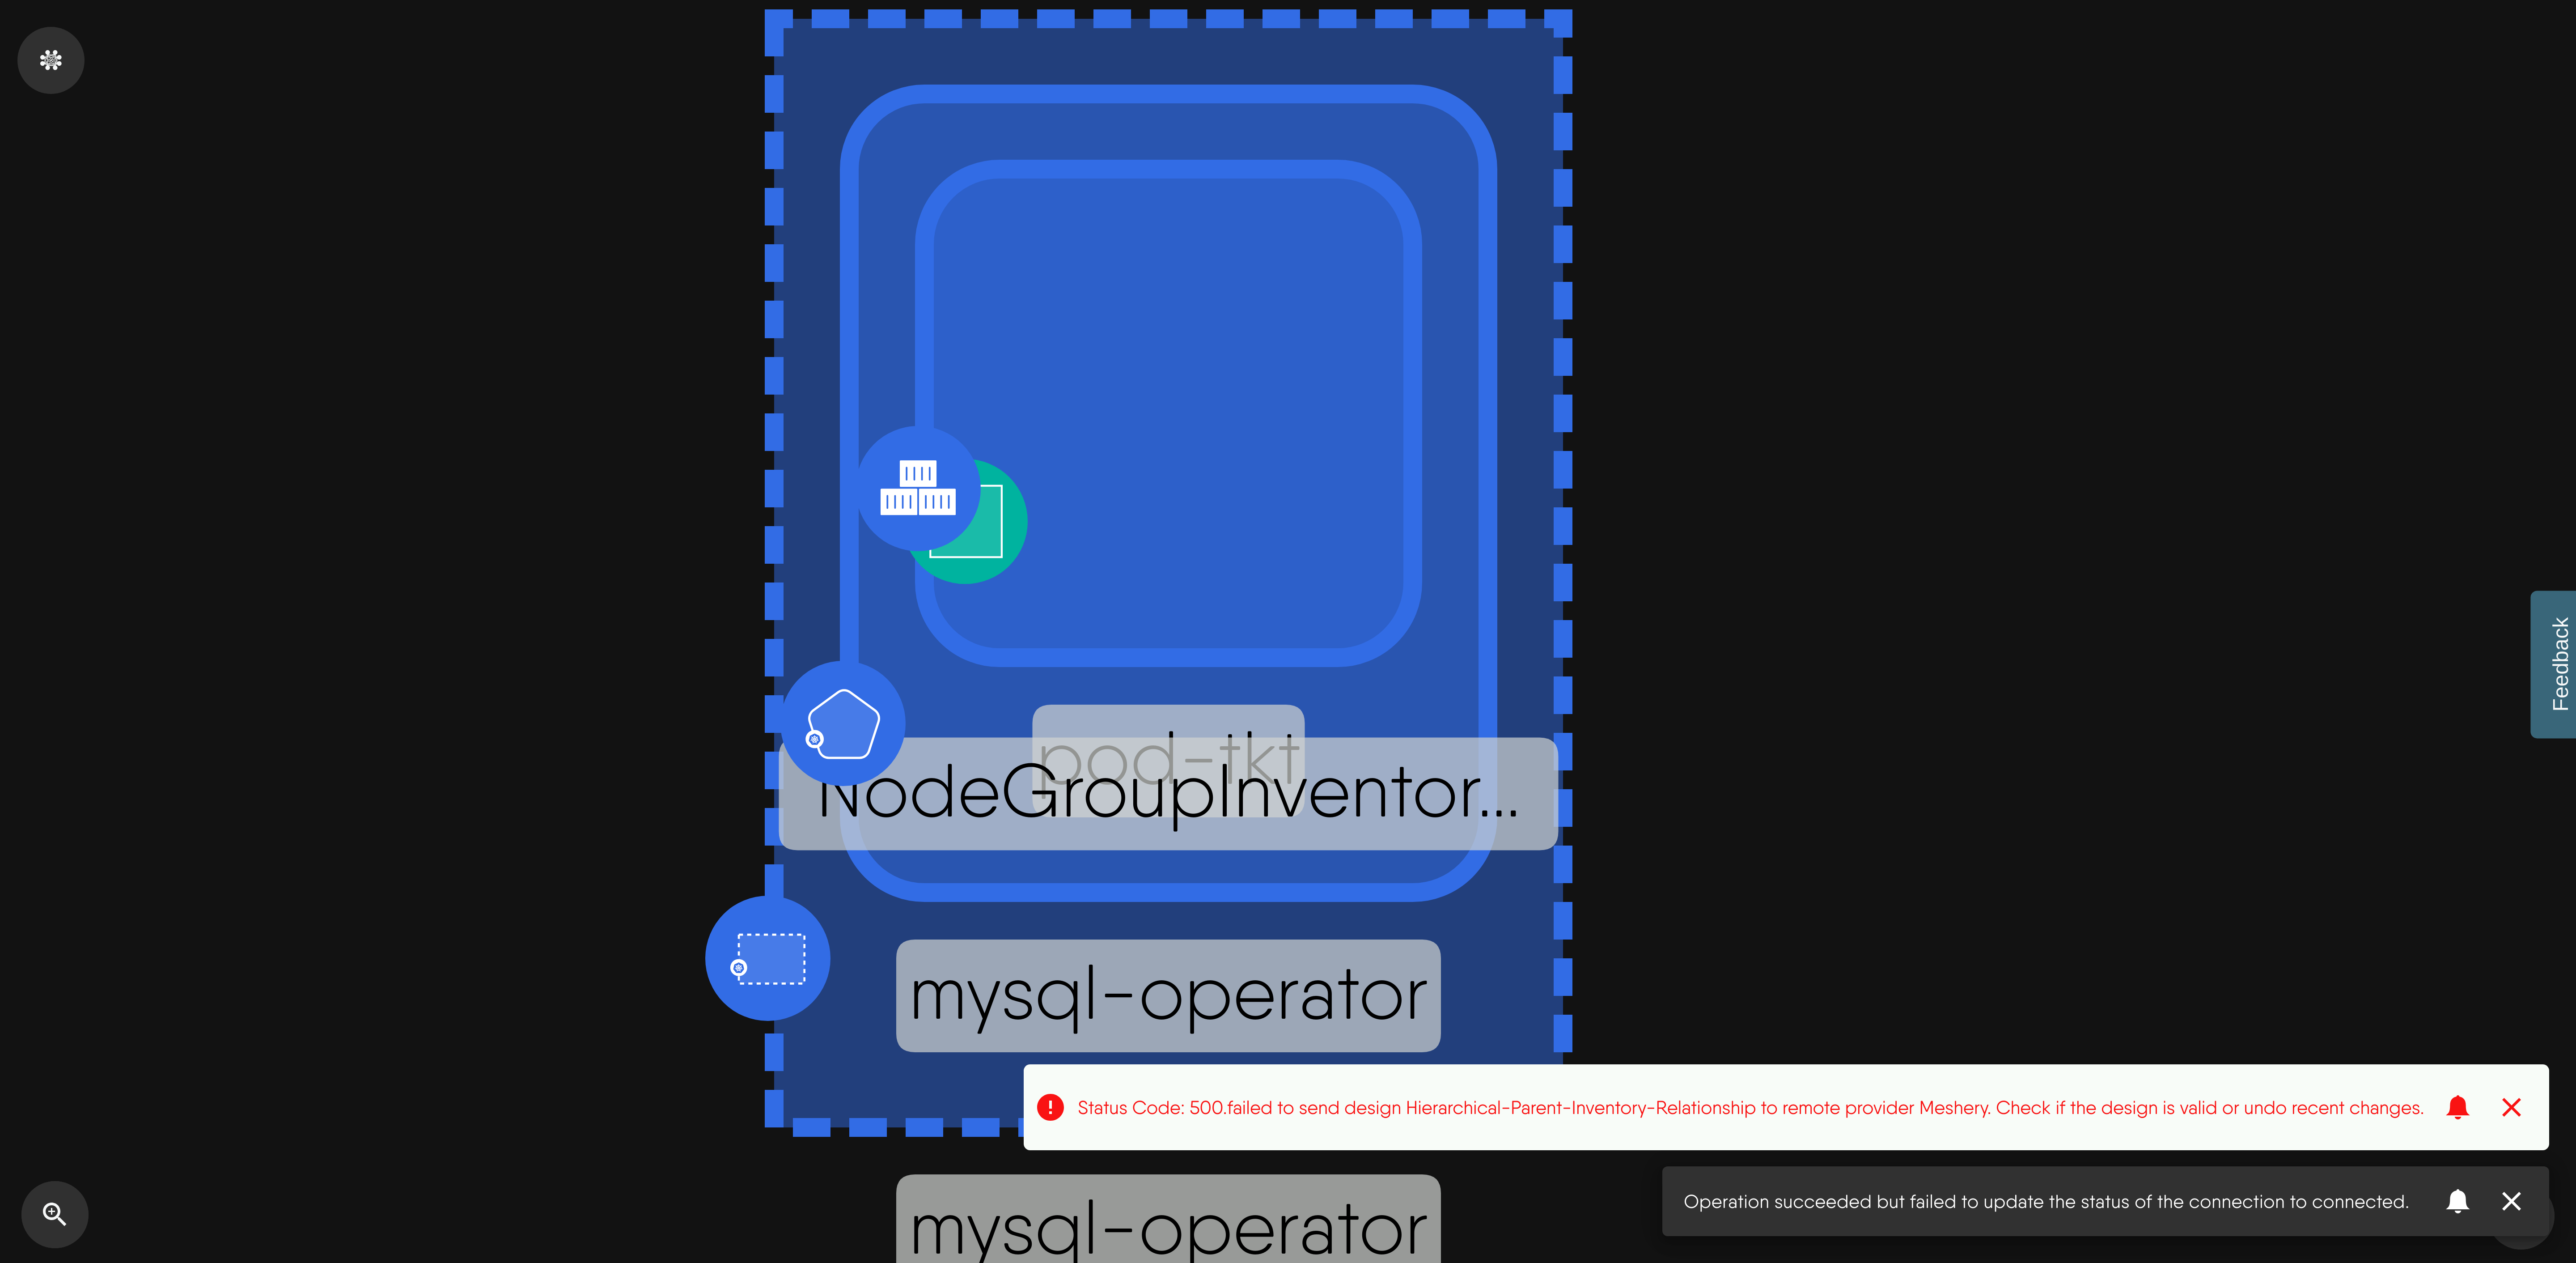 pod-tkt
NodeGroupInventor...
Feedback
mysql-operator
Status Code: 500.failed to send design Hierarchical-Parent-Inventory-Relationship to remote provider Meshery. Check if the design is valid or undo recent changes.
Operation succeeded but failed to update the status of the connection to connected.
mysql-operator